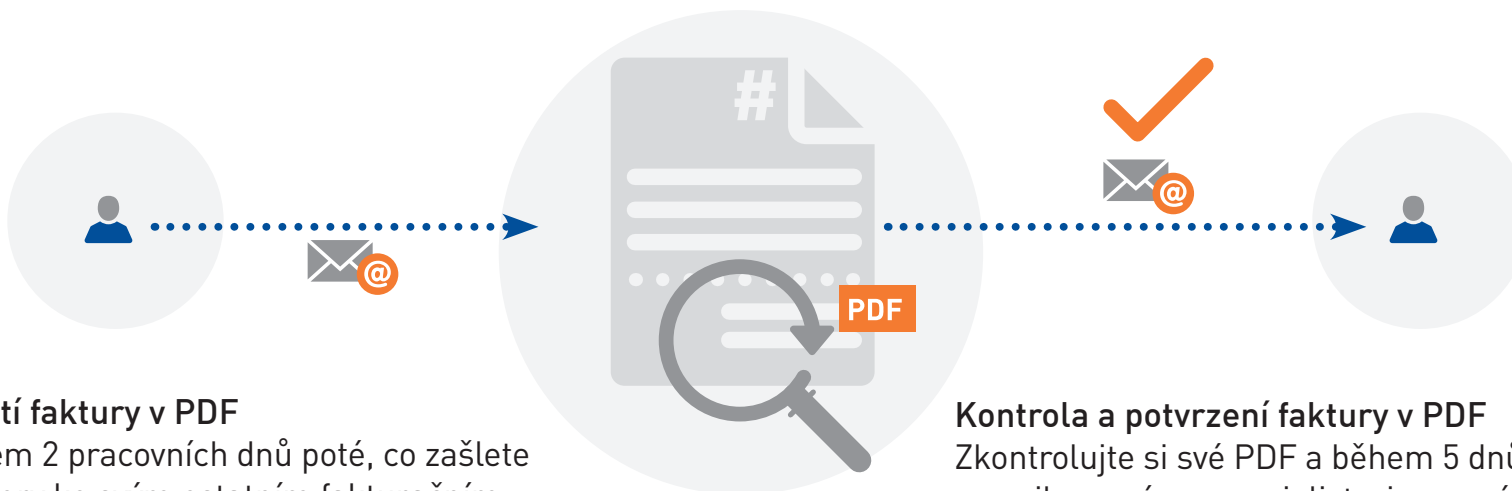 #
@
@
PDF
tí faktury v PDF
em 2 pracovních dnů poté, co zašlete
Kontrola a potvrzení faktury v PDF
Zkontrolujte si své PDF a během 5 dnů